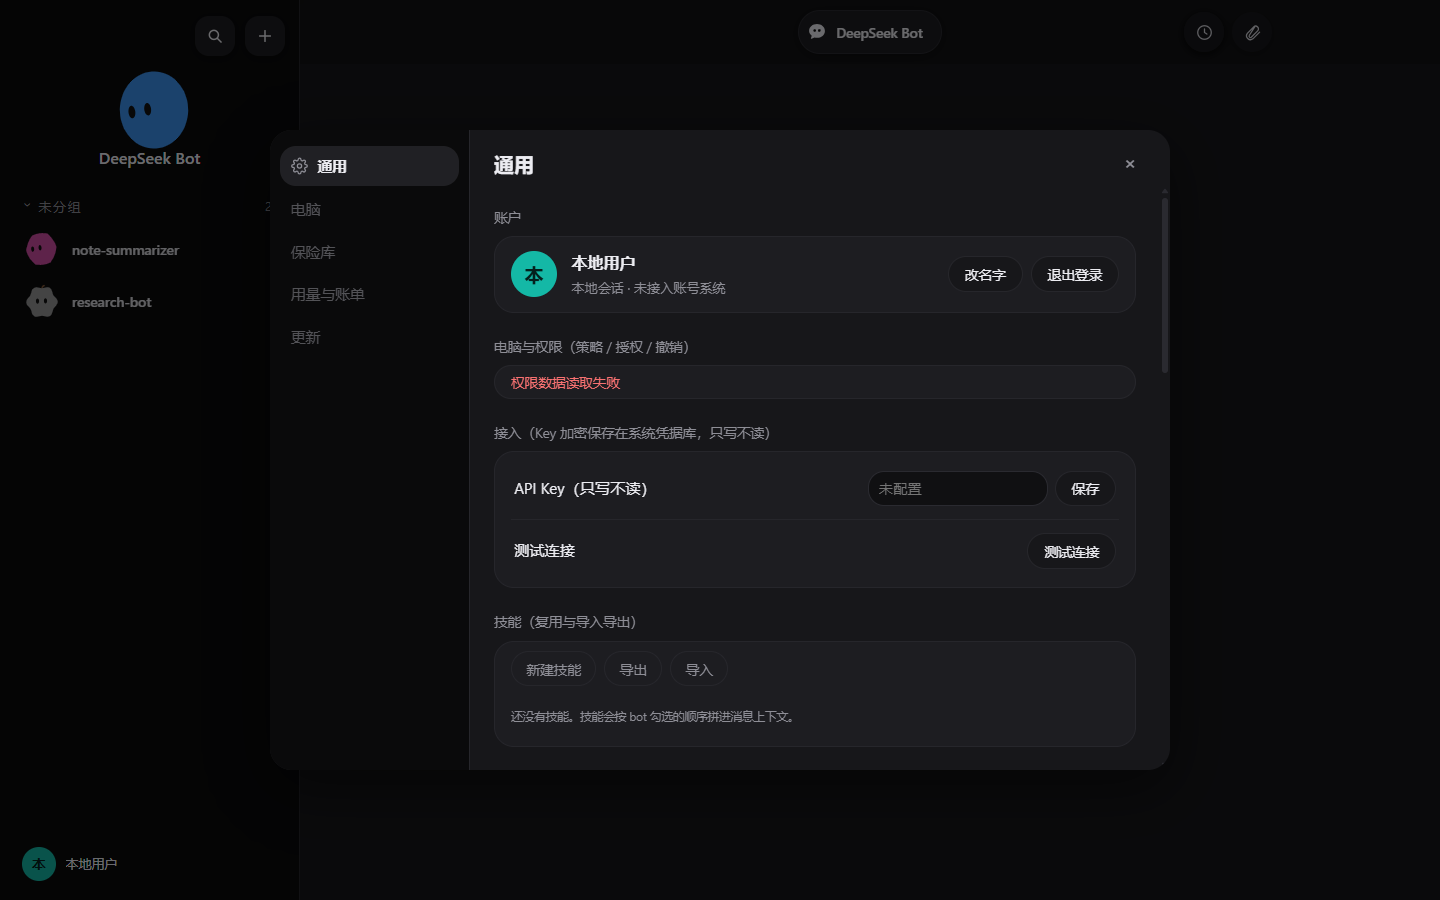 DeepSeek Bot
DeepSeek Bot
未分组
note-summarizer
research-bot
本 本地用户
通用
电脑
保险库
用量与账单
更新
通用
账户
本
本地用户
本地会话 · 未接入账号系统
改名字
退出登录
电脑与权限（策略 / 授权 / 撤销）
权限数据读取失败
接入（Key 加密保存在系统凭据库，只写不读）
API Key（只写不读）
未配置
保存
测试连接
测试连接
技能（复用与导入导出）
新建技能
导出
导入
还没有技能。技能会按 bot 勾选的顺序拼进消息上下文。